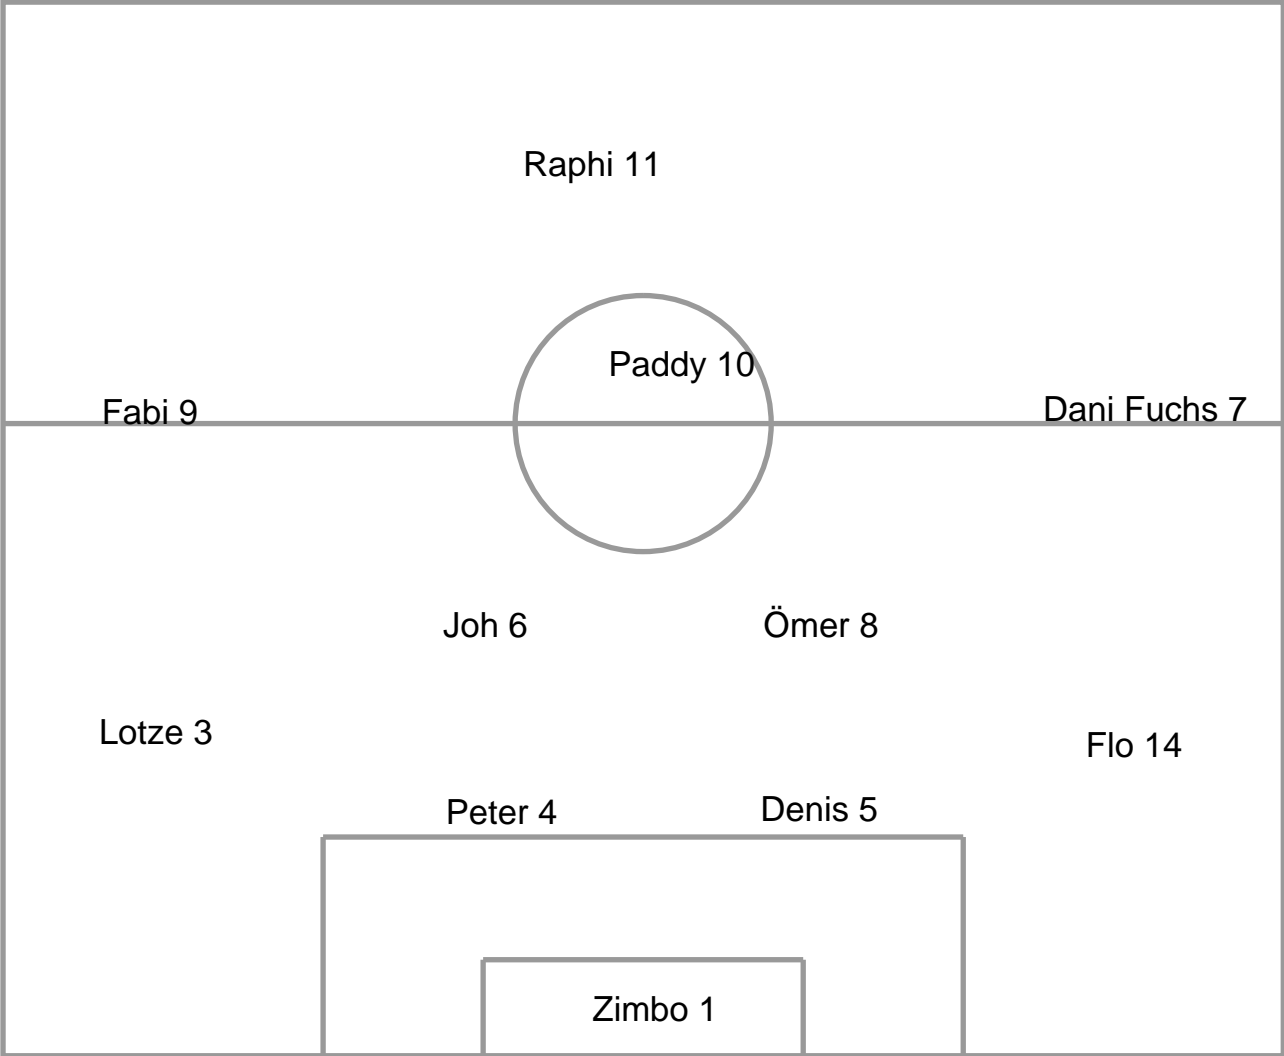 Raphi 11
Paddy 10
Fabi 9
Dani Fuchs 7
Joh 6
Ömer 8
Lotze 3
Flo 14
Peter 4
Denis 5
Zimbo 1